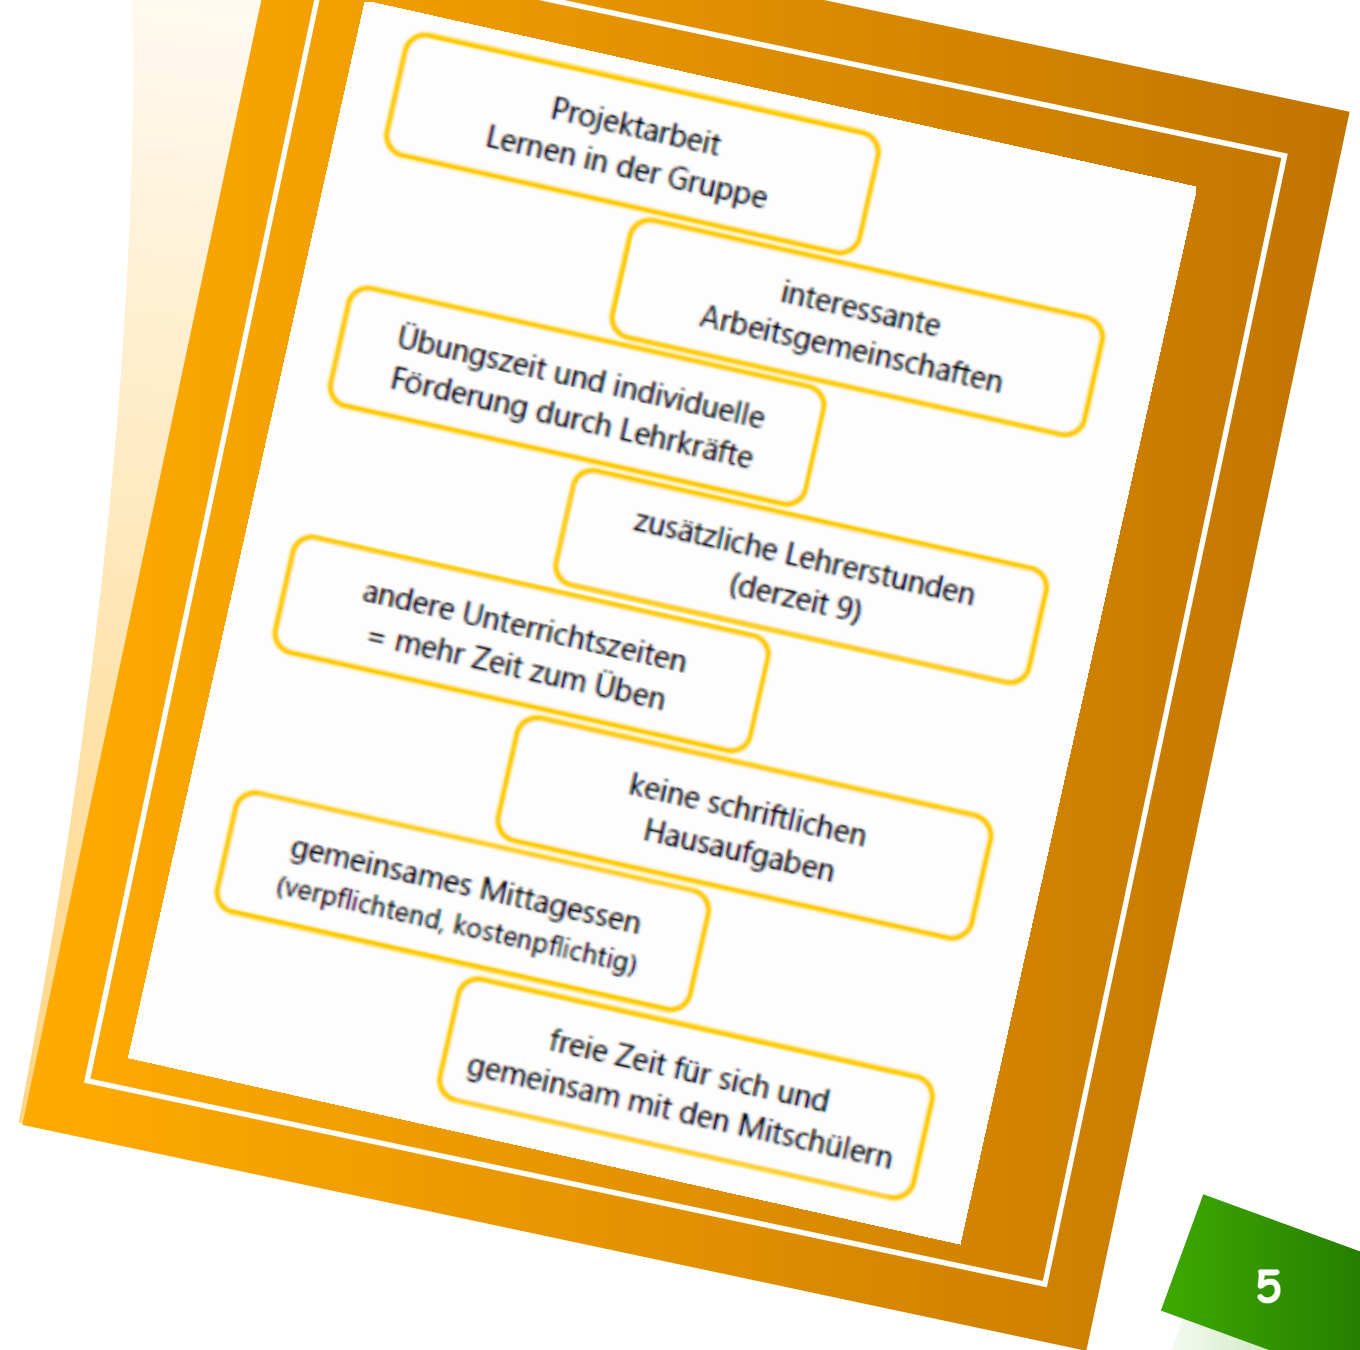 Projektarbeit
Lernen in der Gruppe
interessante
Arbeitsgemeinschaften
Übungszeit und individuelle
Förderung durch Lehrkräfte
zusätzliche Lehrerstunden
(derzeit 9)
andere Unterrichtszeiten
= mehr Zeit zum Üben
keine schriftlichen
Hausaufgaben
gemeinsames Mittagessen
(verpflichtend, kostenpflichtig)
freie Zeit für sich und
gemeinsam mit den Mitschülern
5